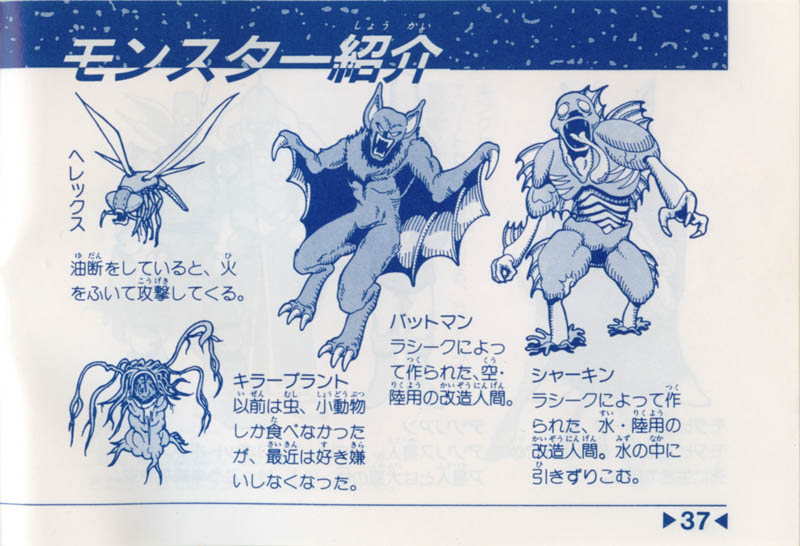 モンスター紹介
ヘレックス
油断をしていると、火
をふいて攻撃してくる。
キラープラント
以前は虫、小動物
しか食べなかった
が、最近は好き嫌
いしなくなった。
バットマン
ラシークによっ
て作られた、空・
陸用の改造人間。
シャーキン
ラシークによって作
られた、水・陸用の
改造人間。水の中に
引きずりこむ。
▶37◀